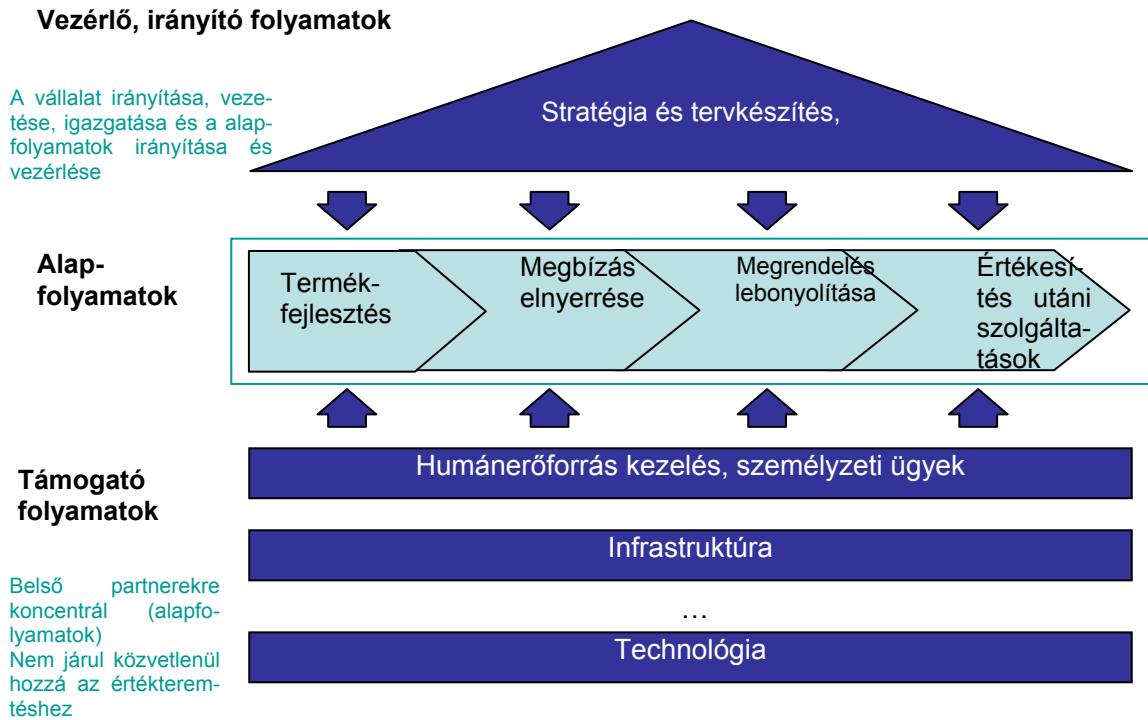 Vezérlő, irányító folyamatok
A vállalat irányítása, veze-
tése, igazgatása és a alap-
folyamatok irányítása és
vezérlése
Stratégia és tervkészítés,
Alap-
folyamatok
Termék-
fejlesztés
Megbízás
elnyerrése
Megrendelés
lebonyolítása
Értékesí-
tés utáni
szolgálta-
tások
Támogató
folyamatok
Humánerőforrás kezelés, személyzeti ügyek
Infrastruktúra
…
Technológia
Belső partnerekre
koncentrál (alapfo-
lyamatok)
Nem járul közvetlenül
hozzá az értékterem-
téshez